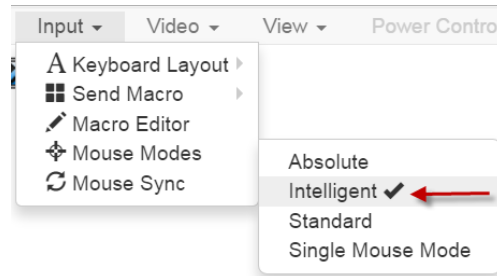 Input Video View Power Contro
A Keyboard Layout
Send Macro
Macro Editor
Mouse Modes
Mouse Sync
Absolute
Intelligent ✔
Standard
Single Mouse Mode